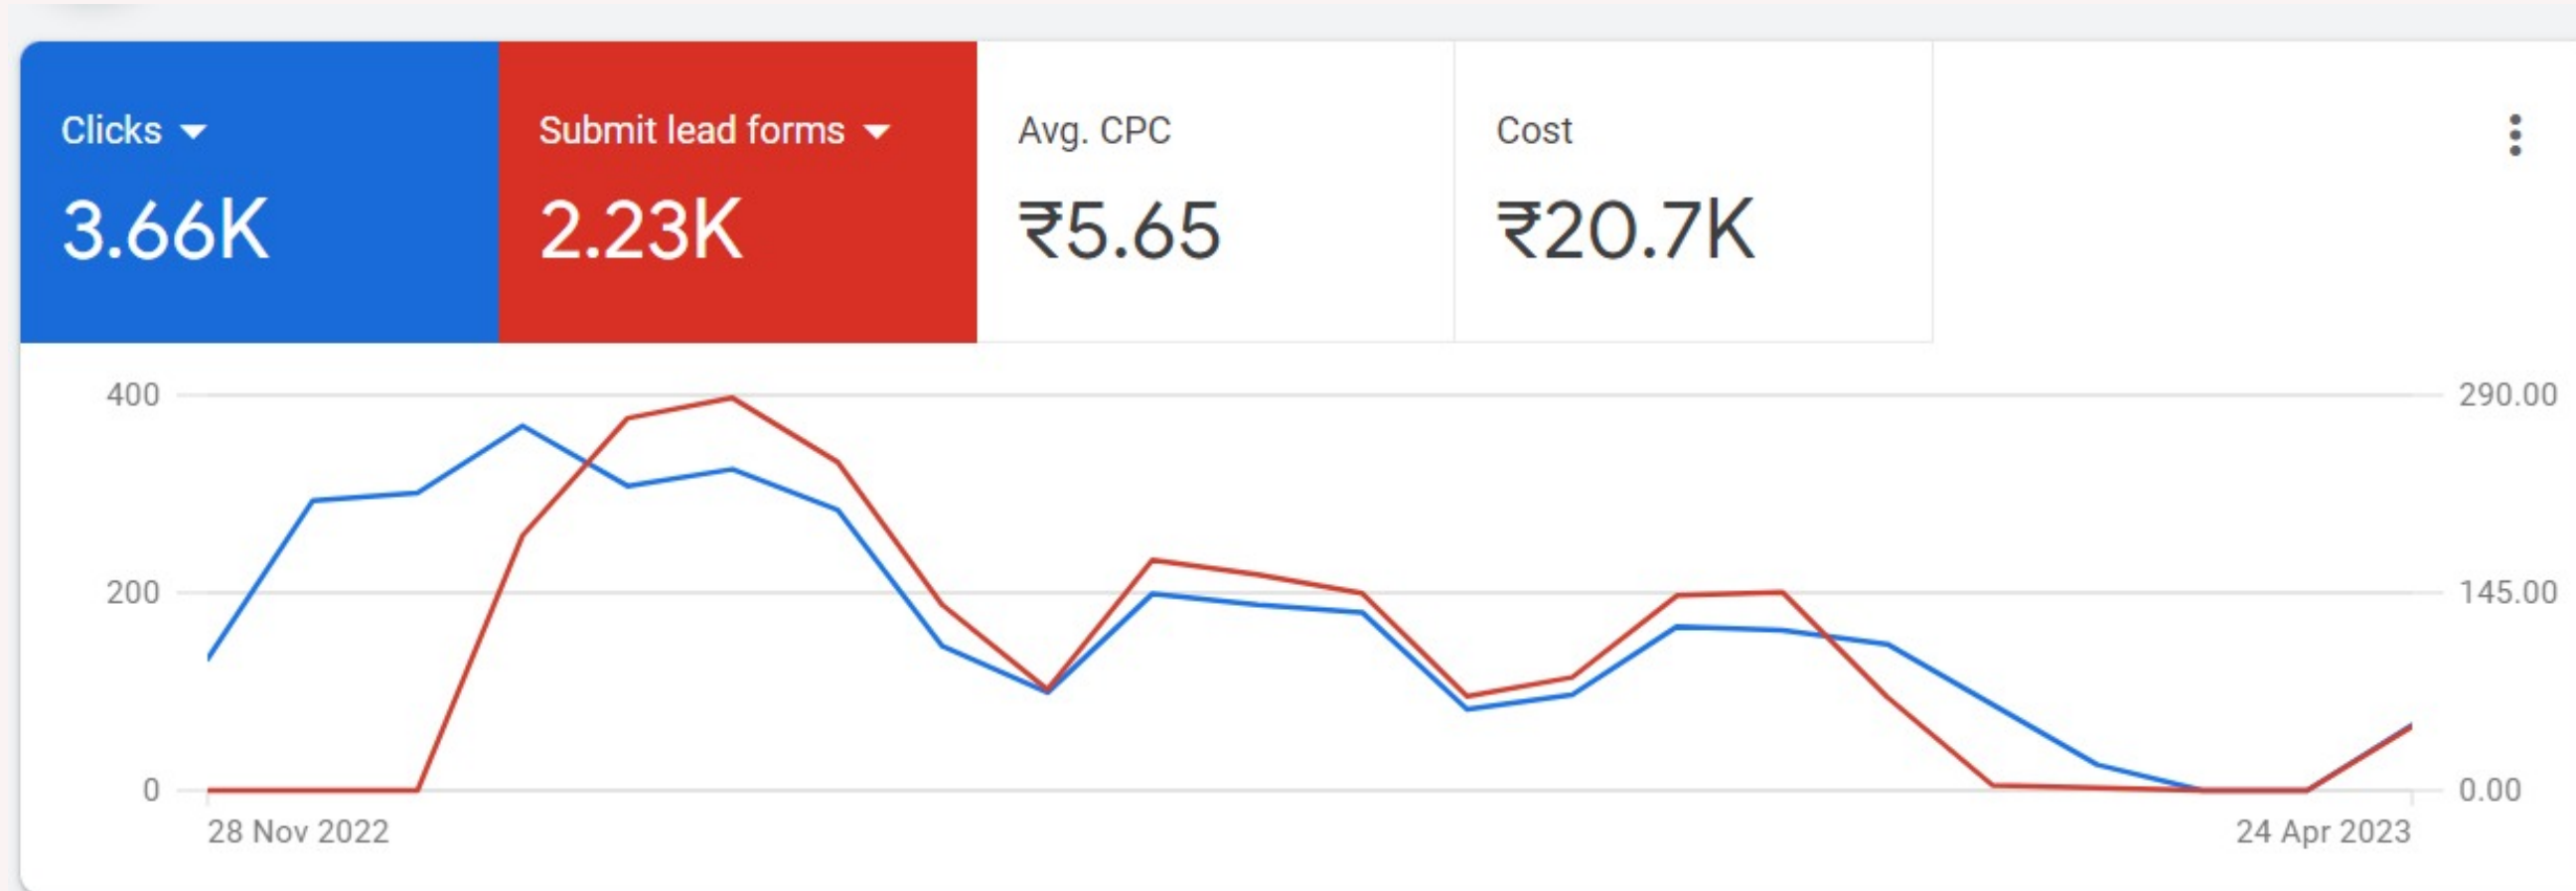 Clicks
Submit lead forms
Avg. CPC
Cost
3.66K
2.23K
₹5.65
₹20.7K
400
290.00
200
145.00
0
0.00
28 Nov 2022
24 Apr 2023